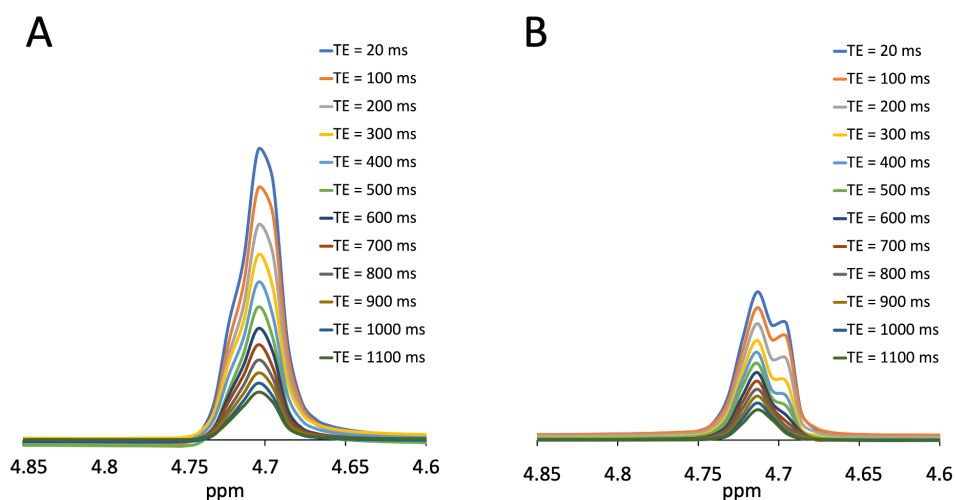 A
TE = 20 ms
TE = 100 ms
TE = 200 ms
TE = 300 ms
TE = 400 ms
TE = 500 ms
TE = 600 ms
TE = 700 ms
TE = 800 ms
TE = 900 ms
TE = 1000 ms
TE = 1100 ms
4.85 4.8 4.75 4.7 4.65 4.6
ppm
B
TE = 20 ms
TE = 100 ms
TE = 200 ms
TE = 300 ms
TE = 400 ms
TE = 500 ms
TE = 600 ms
TE = 700 ms
TE = 800 ms
TE = 900 ms
TE = 1000 ms
TE = 1100 ms
4.85 4.8 4.75 4.7 4.65 4.6
ppm